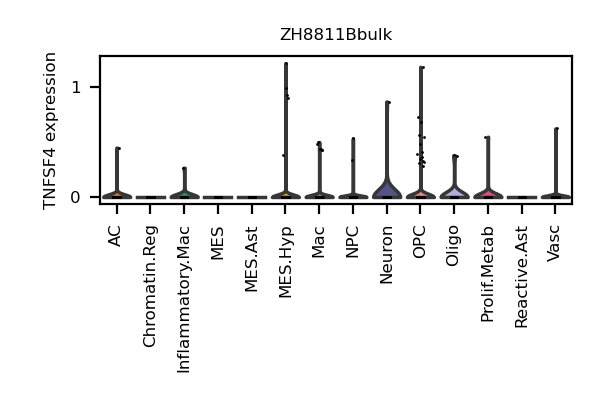 ZH8811Bbulk
TNFSF4 expression
1
0
AC
Chromatin.Reg
Inflammatory.Mac
MES
MES.Ast
MES.Hyp
Mac
NPC
Neuron
OPC
Oligo
Prolif.Metab
Reactive.Ast
Vasc